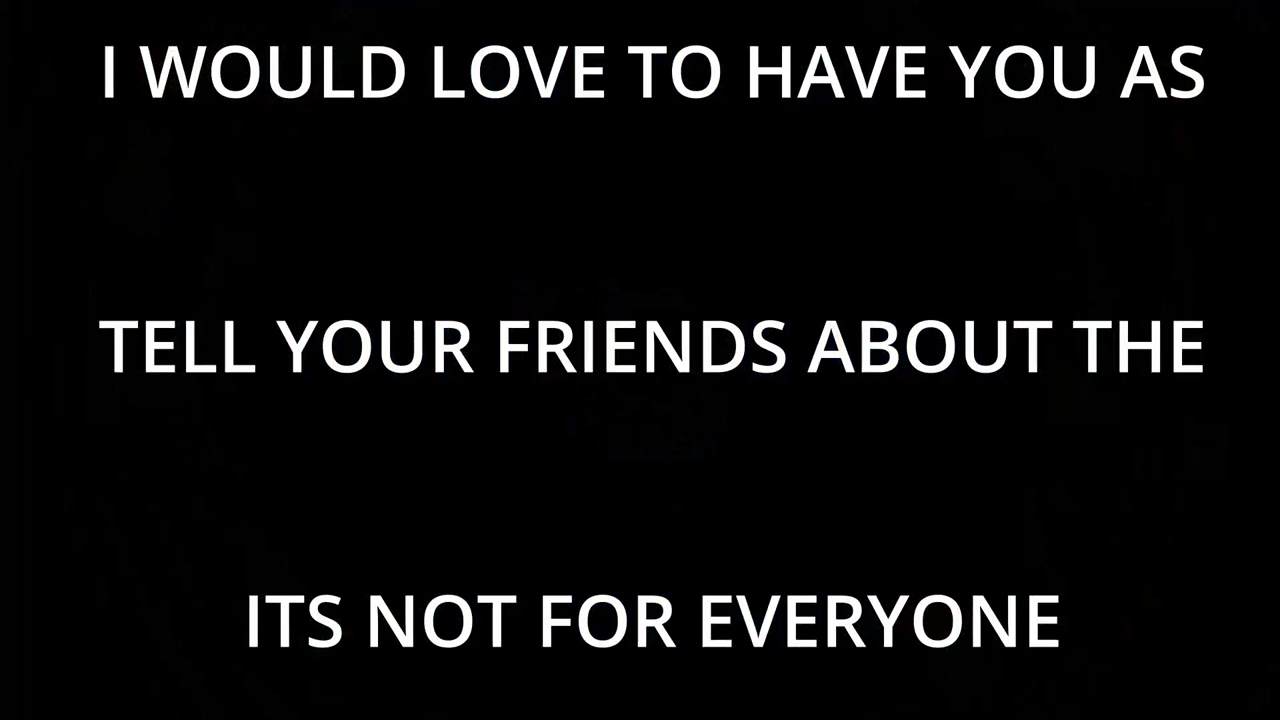 I WOULD LOVE TO HAVE YOU AS
TELL YOUR FRIENDS ABOUT THE
ITS NOT FOR EVERYONE